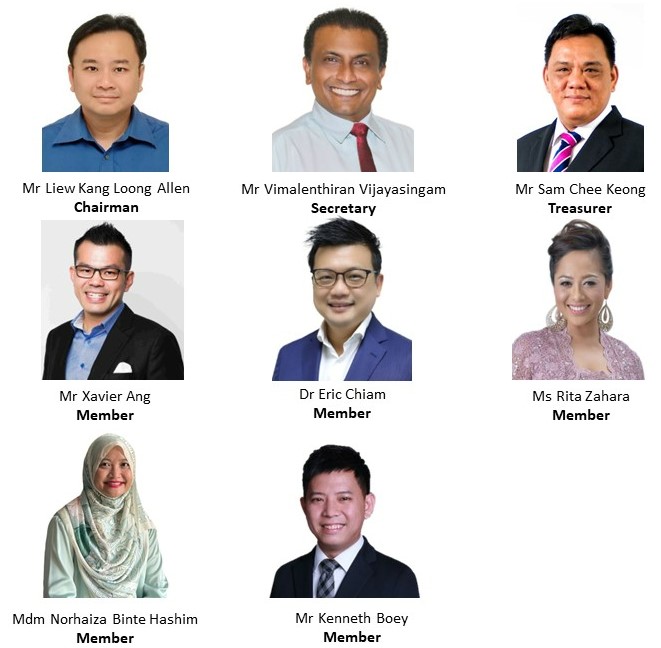 Mr Liew Kang Loong Allen
Chairman
Mr Vimalenthiran Vijayasingam
Secretary
Mr Sam Chee Keong
Treasurer
Mr Xavier Ang
Member
Dr Eric Chiam
Member
Ms Rita Zahara
Member
Mdm Norhaiza Binte Hashim
Member
Mr Kenneth Boey
Member